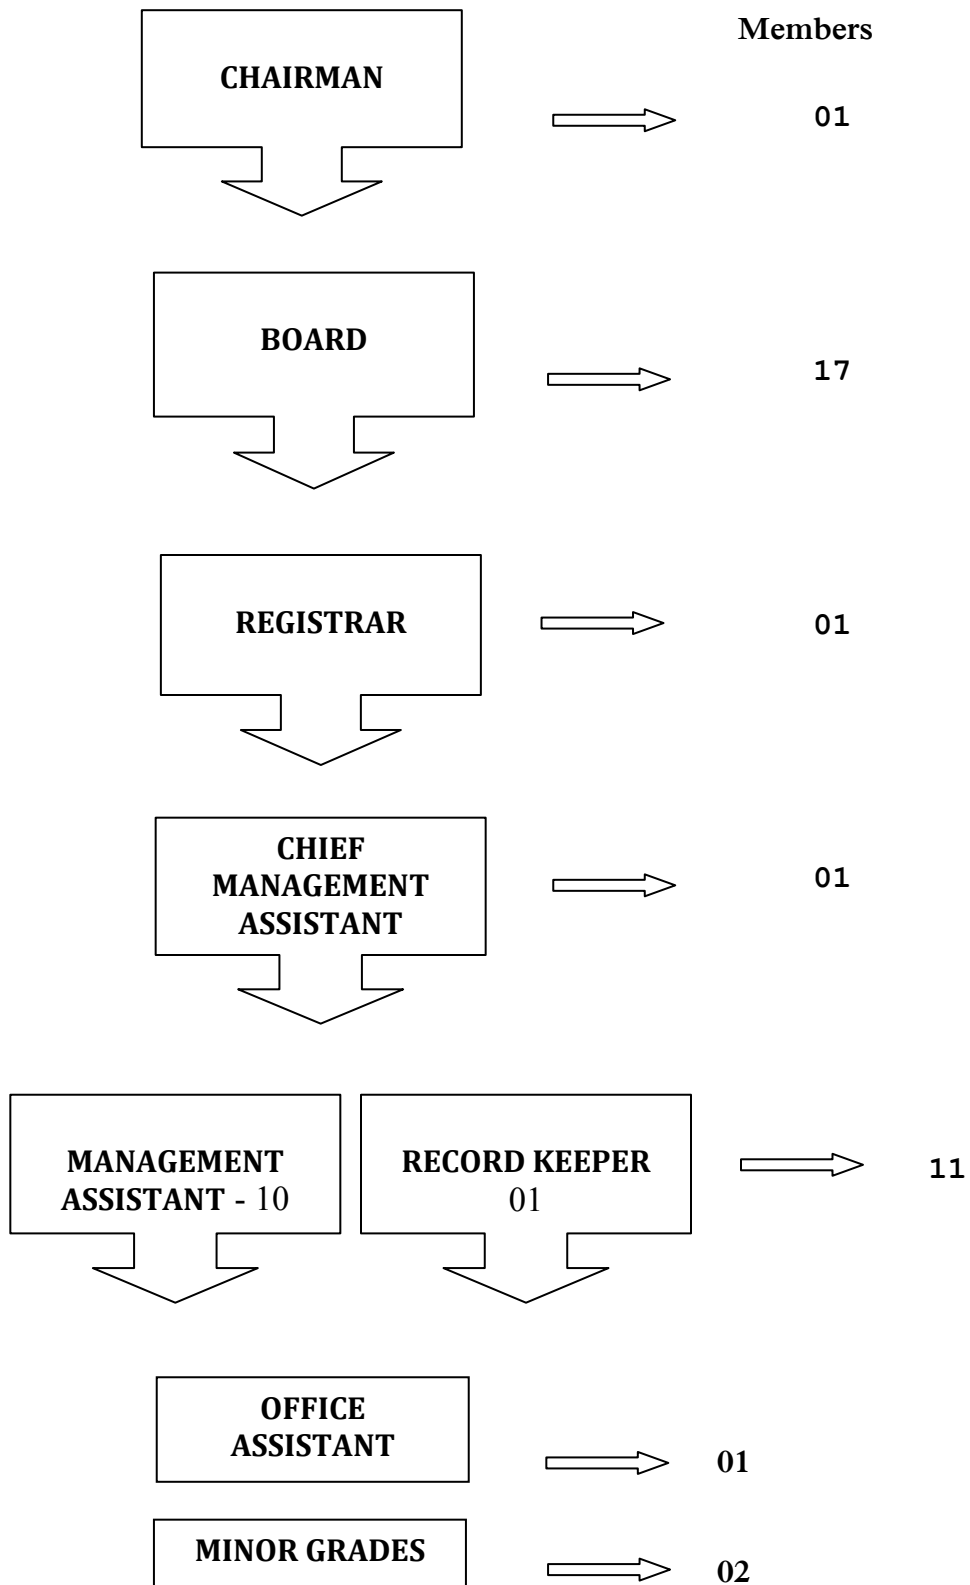 Members
CHAIRMAN
01
BOARD
17
REGISTRAR
01
CHIEF
MANAGEMENT
ASSISTANT
01
MANAGEMENT
ASSISTANT - 10
RECORD KEEPER
01
11
OFFICE
ASSISTANT
01
MINOR GRADES
02